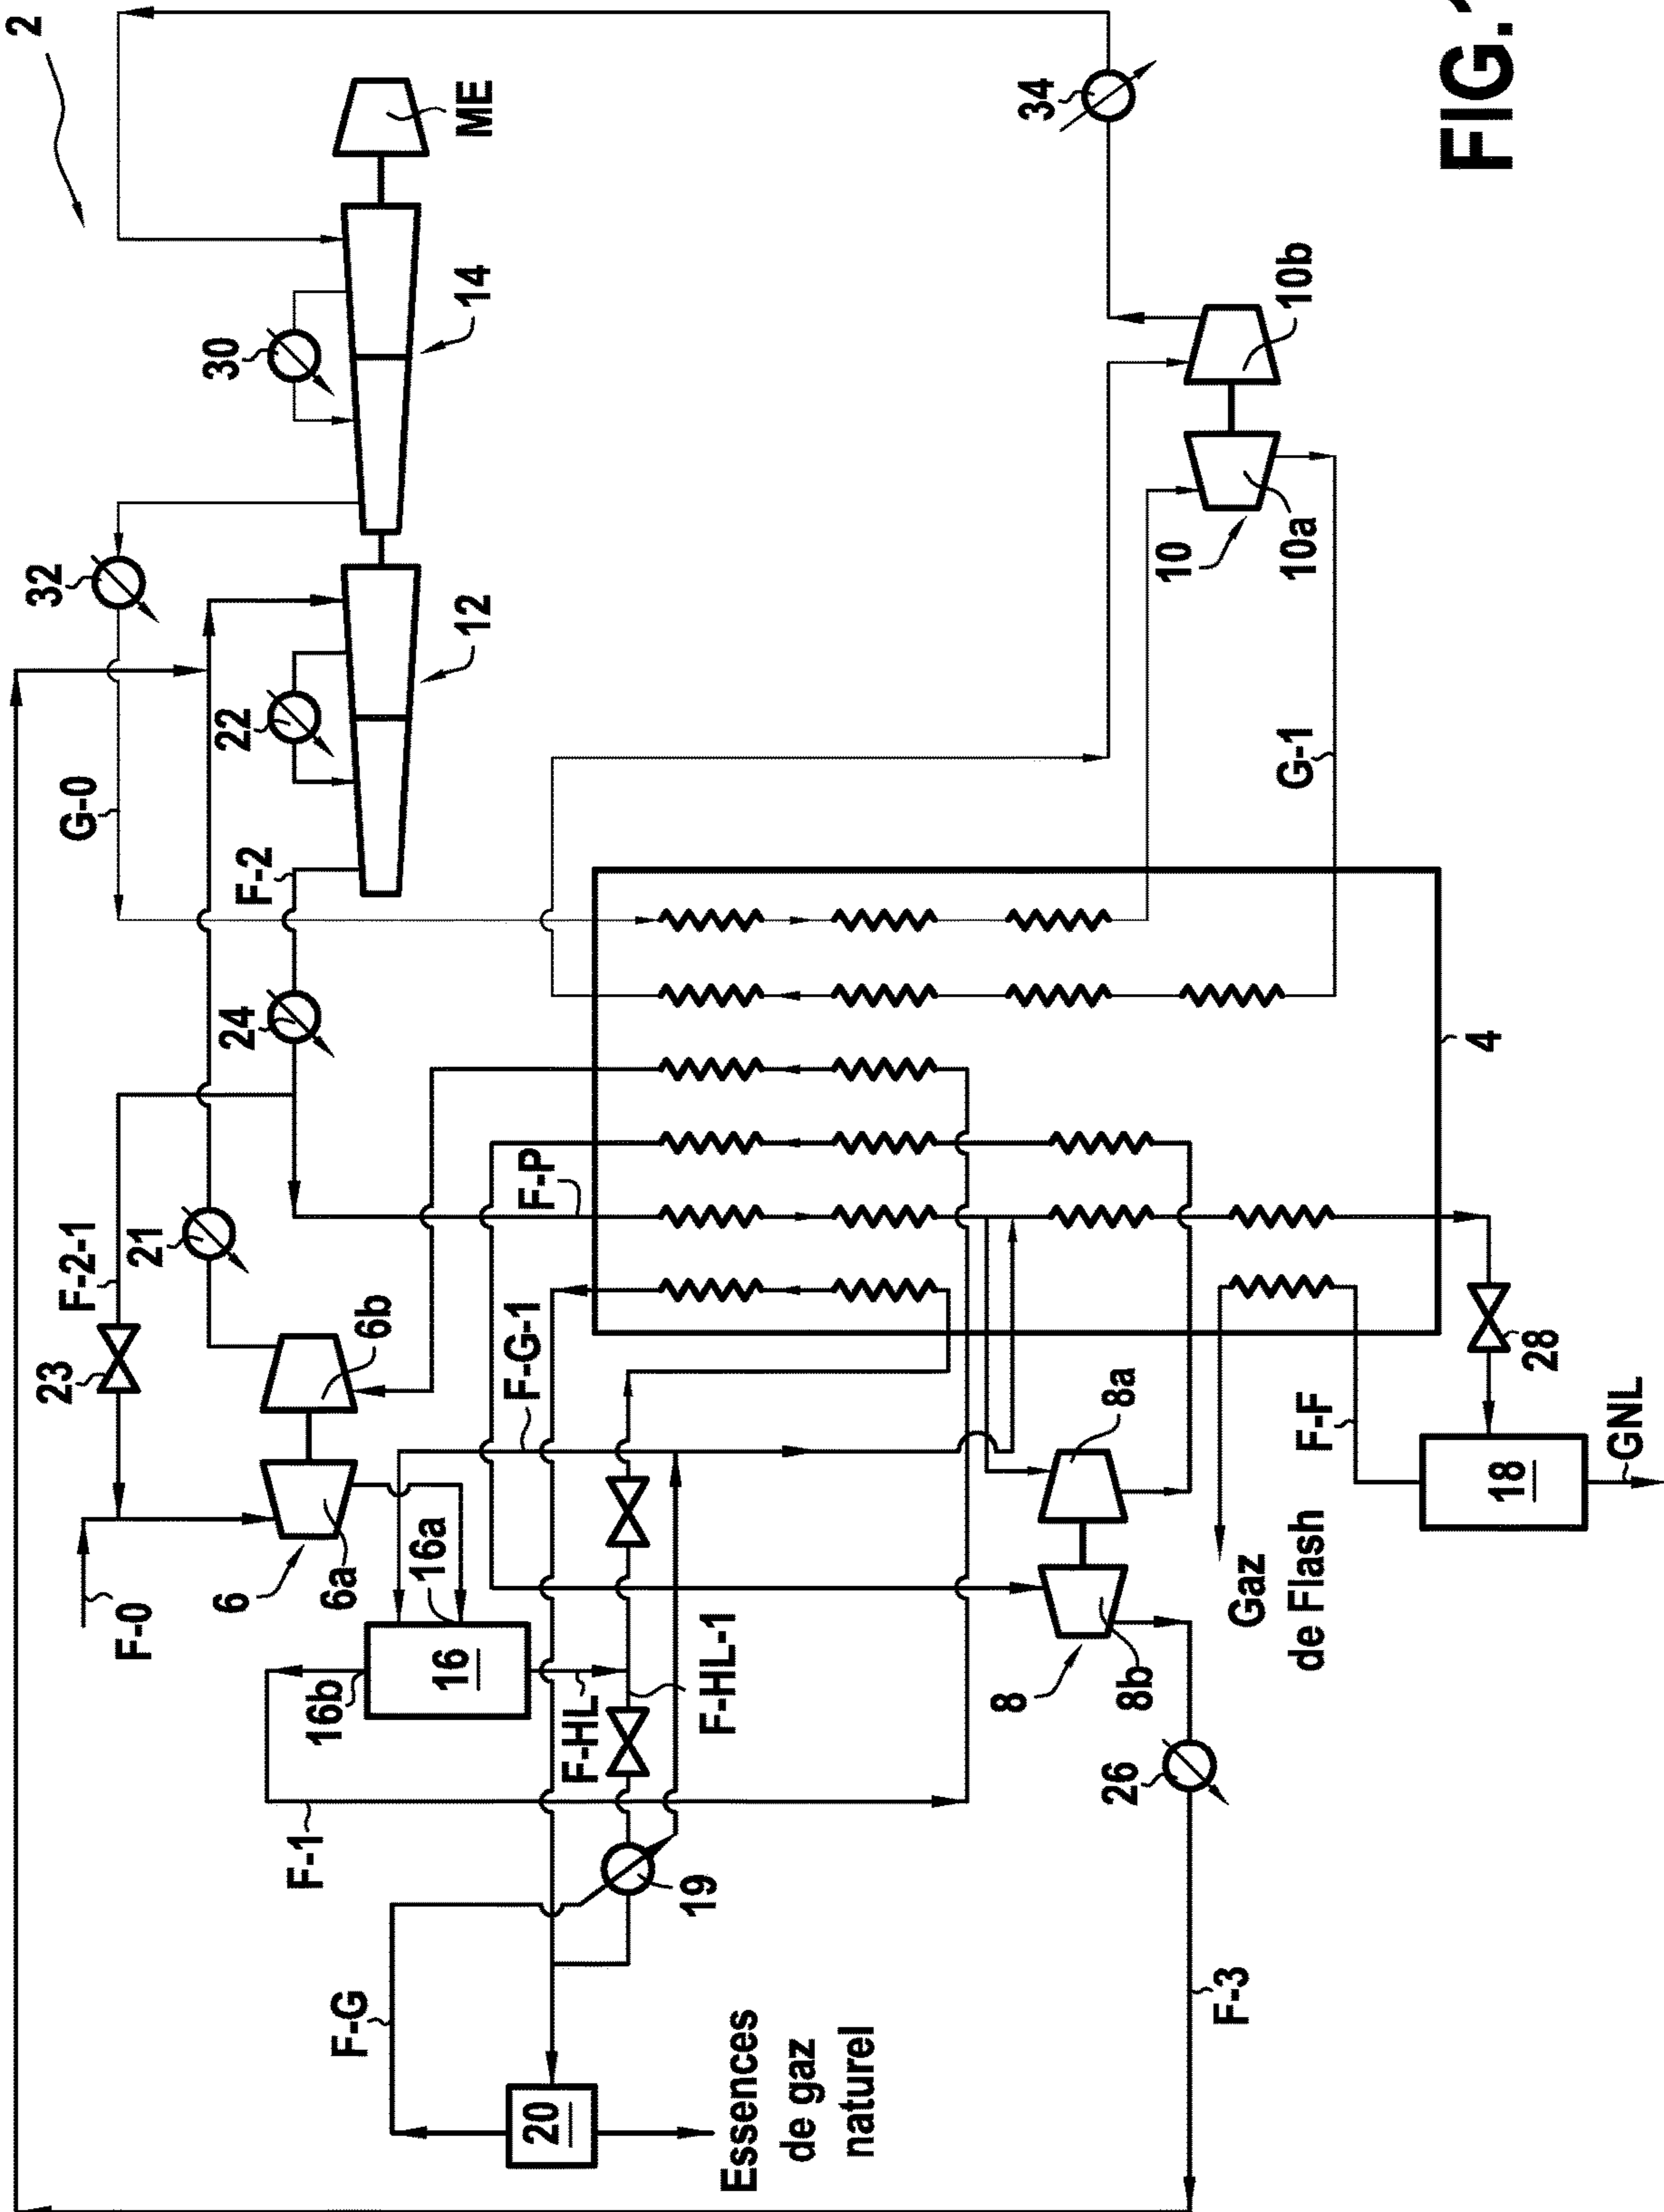 2
ME
14
30
32
12
22
G-0
F-2
24
F-2-1
21
23
6b
6
6a
F-0
16a
16b
16
F-1
F-HL
F-HL-1
F-G-1
F-P
19
F-G
20
Essences
de gaz
naturel
34
10b
10
10a
G-1
4
8a
8
8b
26
F-3
28
F-F
18
GNL
Gaz
de Flash
FIG.